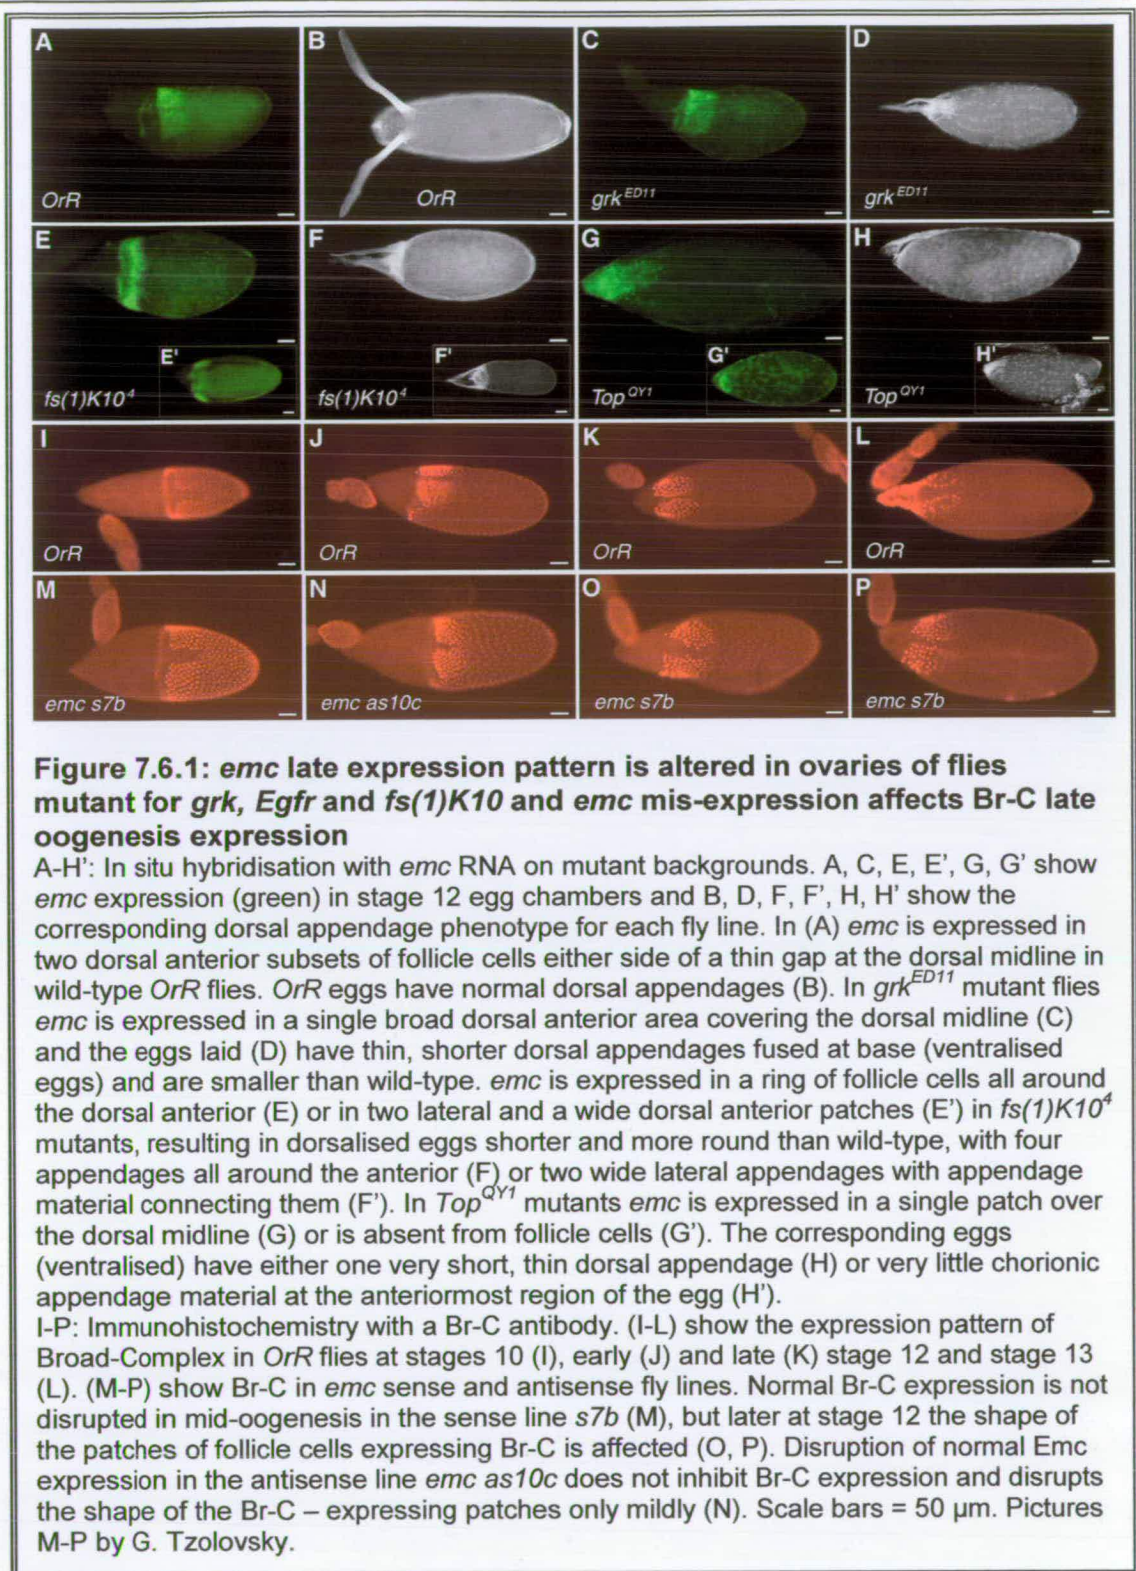 A
B
C
D
OrR
OrR
grk^ED11
grk^ED11
E
F
G
H
E'
F'
G'
H'
fs(1)K10^4
fs(1)K10^4
Top^QY1
Top^QY1
I
J
K
L
OrR
OrR
OrR
OrR
M
N
O
P
emc s7b
emc as10c
emc s7b
emc s7b
Figure 7.6.1: emc late expression pattern is altered in ovaries of flies
mutant for grk, Egfr and fs(1)K10 and emc mis-expression affects Br-C late
oogenesis expression
A-H': In situ hybridisation with emc RNA on mutant backgrounds. A, C, E, E', G, G' show
emc expression (green) in stage 12 egg chambers and B, D, F, F', H, H' show the
corresponding dorsal appendage phenotype for each fly line. In (A) emc is expressed in
two dorsal anterior subsets of follicle cells either side of a thin gap at the dorsal midline in
wild-type OrR flies. OrR eggs have normal dorsal appendages (B). In grk^ED11 mutant flies
emc is expressed in a single broad dorsal anterior area covering the dorsal midline (C)
and the eggs laid (D) have thin, shorter dorsal appendages fused at base (ventralised
eggs) and are smaller than wild-type. emc is expressed in a ring of follicle cells all around
the dorsal anterior (E) or in two lateral and a wide dorsal anterior patches (E') in fs(1)K10^4
mutants, resulting in dorsalised eggs shorter and more round than wild-type, with four
appendages all around the anterior (F) or two wide lateral appendages with appendage
material connecting them (F'). In Top^QY1 mutants emc is expressed in a single patch over
the dorsal midline (G) or is absent from follicle cells (G'). The corresponding eggs
(ventralised) have either one very short, thin dorsal appendage (H) or very little chorionic
appendage material at the anteriormost region of the egg (H').
I-P: Immunohistochemistry with a Br-C antibody. (I-L) show the expression pattern of
Broad-Complex in OrR flies at stages 10 (I), early (J) and late (K) stage 12 and stage 13
(L). (M-P) show Br-C in emc sense and antisense fly lines. Normal Br-C expression is not
disrupted in mid-oogenesis in the sense line s7b (M), but later at stage 12 the shape of
the patches of follicle cells expressing Br-C is affected (O, P). Disruption of normal Emc
expression in the antisense line emc as10c does not inhibit Br-C expression and disrupts
the shape of the Br-C – expressing patches only mildly (N). Scale bars = 50 µm. Pictures
M-P by G. Tzolovsky.